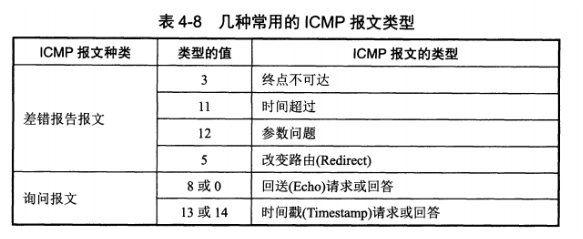 表 4-8 几种常用的 ICMP 报文类型
ICMP 报文种类 类型的值 ICMP 报文的类型
差错报告报文 3 终点不可达
11 时间超过
12 参数问题
5 改变路由(Redirect)
询问报文 8 或 0 回送(Echo)请求或回答
13 或 14 时间戳(Timestamp)请求或回答